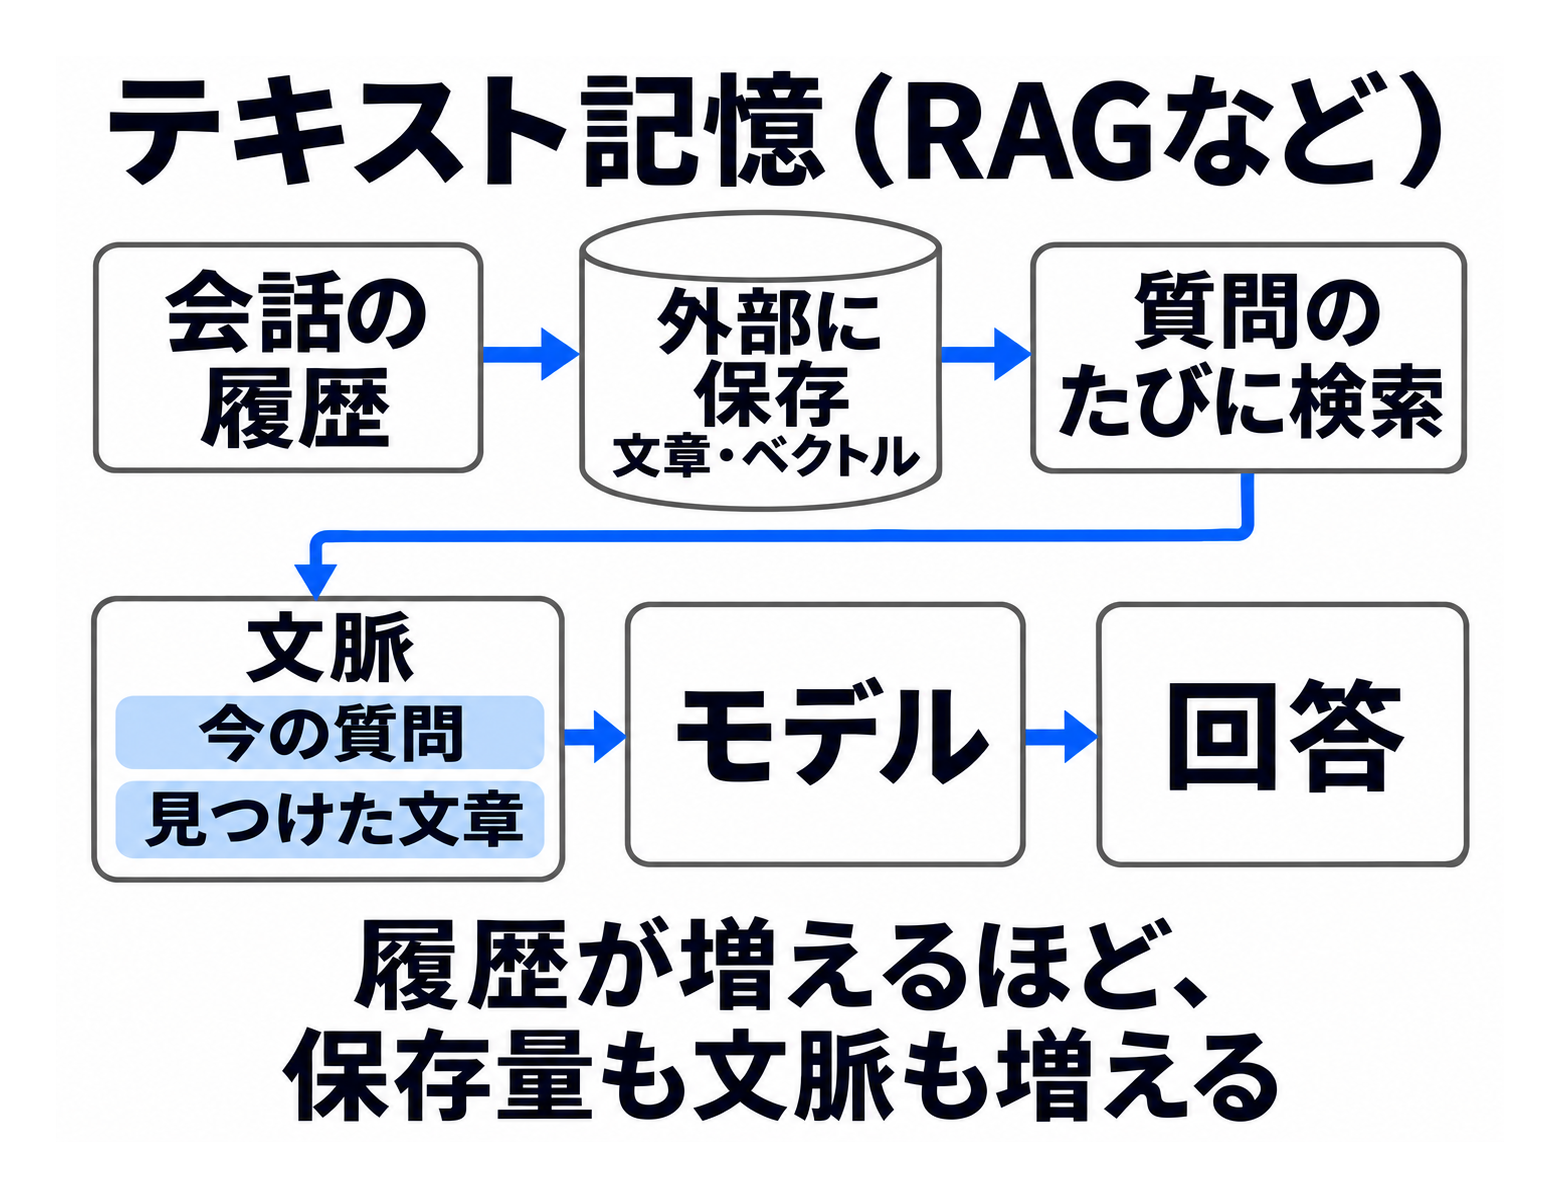 テキスト記憶（RAGなど）
会話の
履歴
外部に
保存
文章・ベクトル
質問の
たびに検索
文脈
今の質問
見つけた文章
モデル
回答
履歴が増えるほど、
保存量も文脈も増える